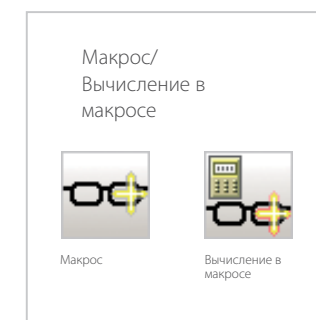 Макрос/
Вычисление в
макросе
Макрос
Вычисление в
макросе